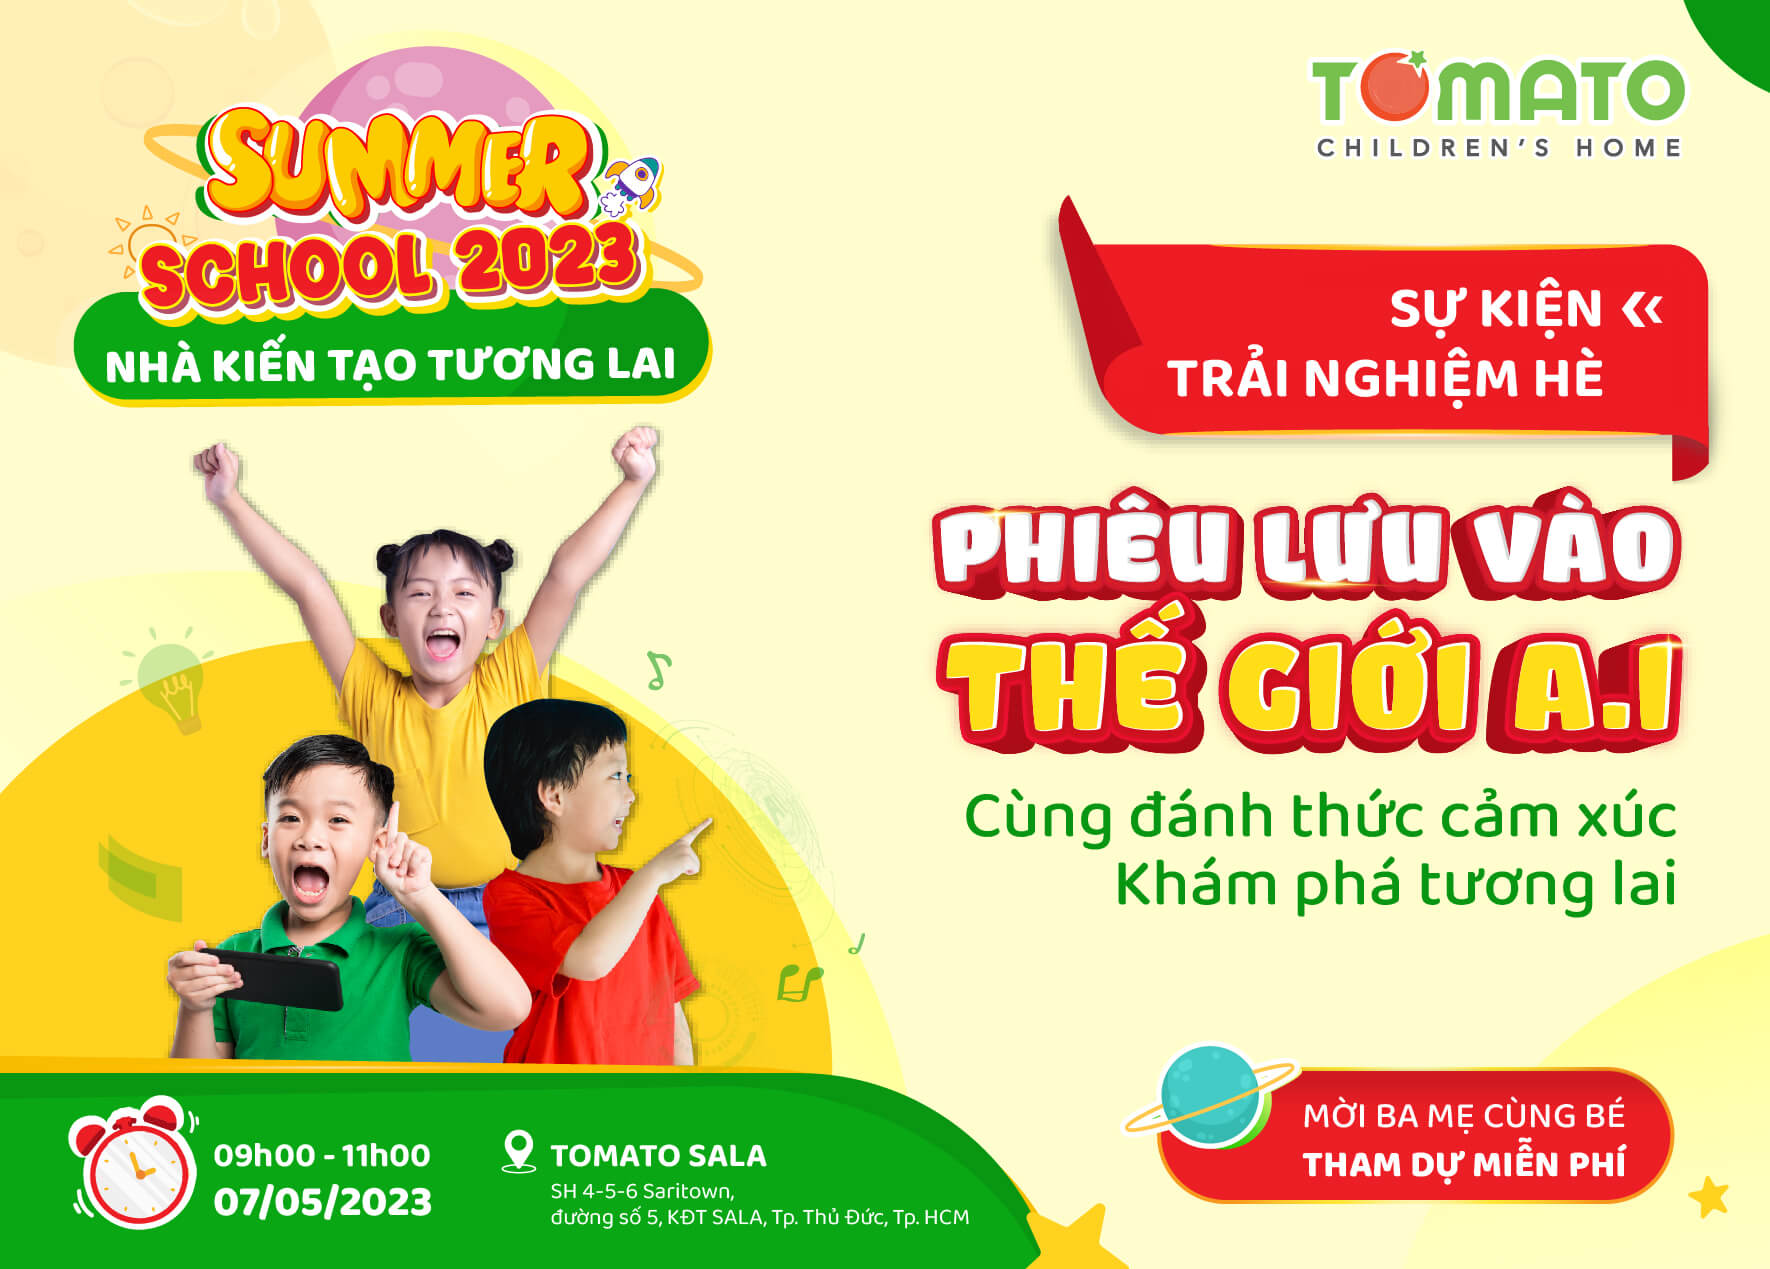 SUMMER
SCHOOL 2023
NHÀ KIẾN TẠO TƯƠNG LAI
TOMATO
CHILDREN'S HOME
SỰ KIỆN
TRẢI NGHIỆM HÈ
PHIÊU LƯU VÀO
THẾ GIỚI A.I
Cùng đánh thức cảm xúc
Khám phá tương lai
09h00 - 11h00
07/05/2023
TOMATO SALA
SH 4-5-6 Saritown,
đường số 5, KĐT SALA, Tp. Thủ Đức, Tp. HCM
MỜI BA MẸ CÙNG BÉ
THAM DỰ MIỄN PHÍ